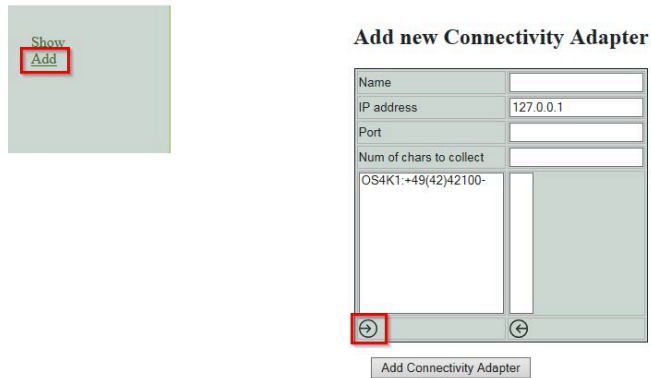 Show
Add
Add new Connectivity Adapter
Name
IP address 127.0.0.1
Port
Num of chars to collect
OS4K1:+49(42)42100-
Add Connectivity Adapter